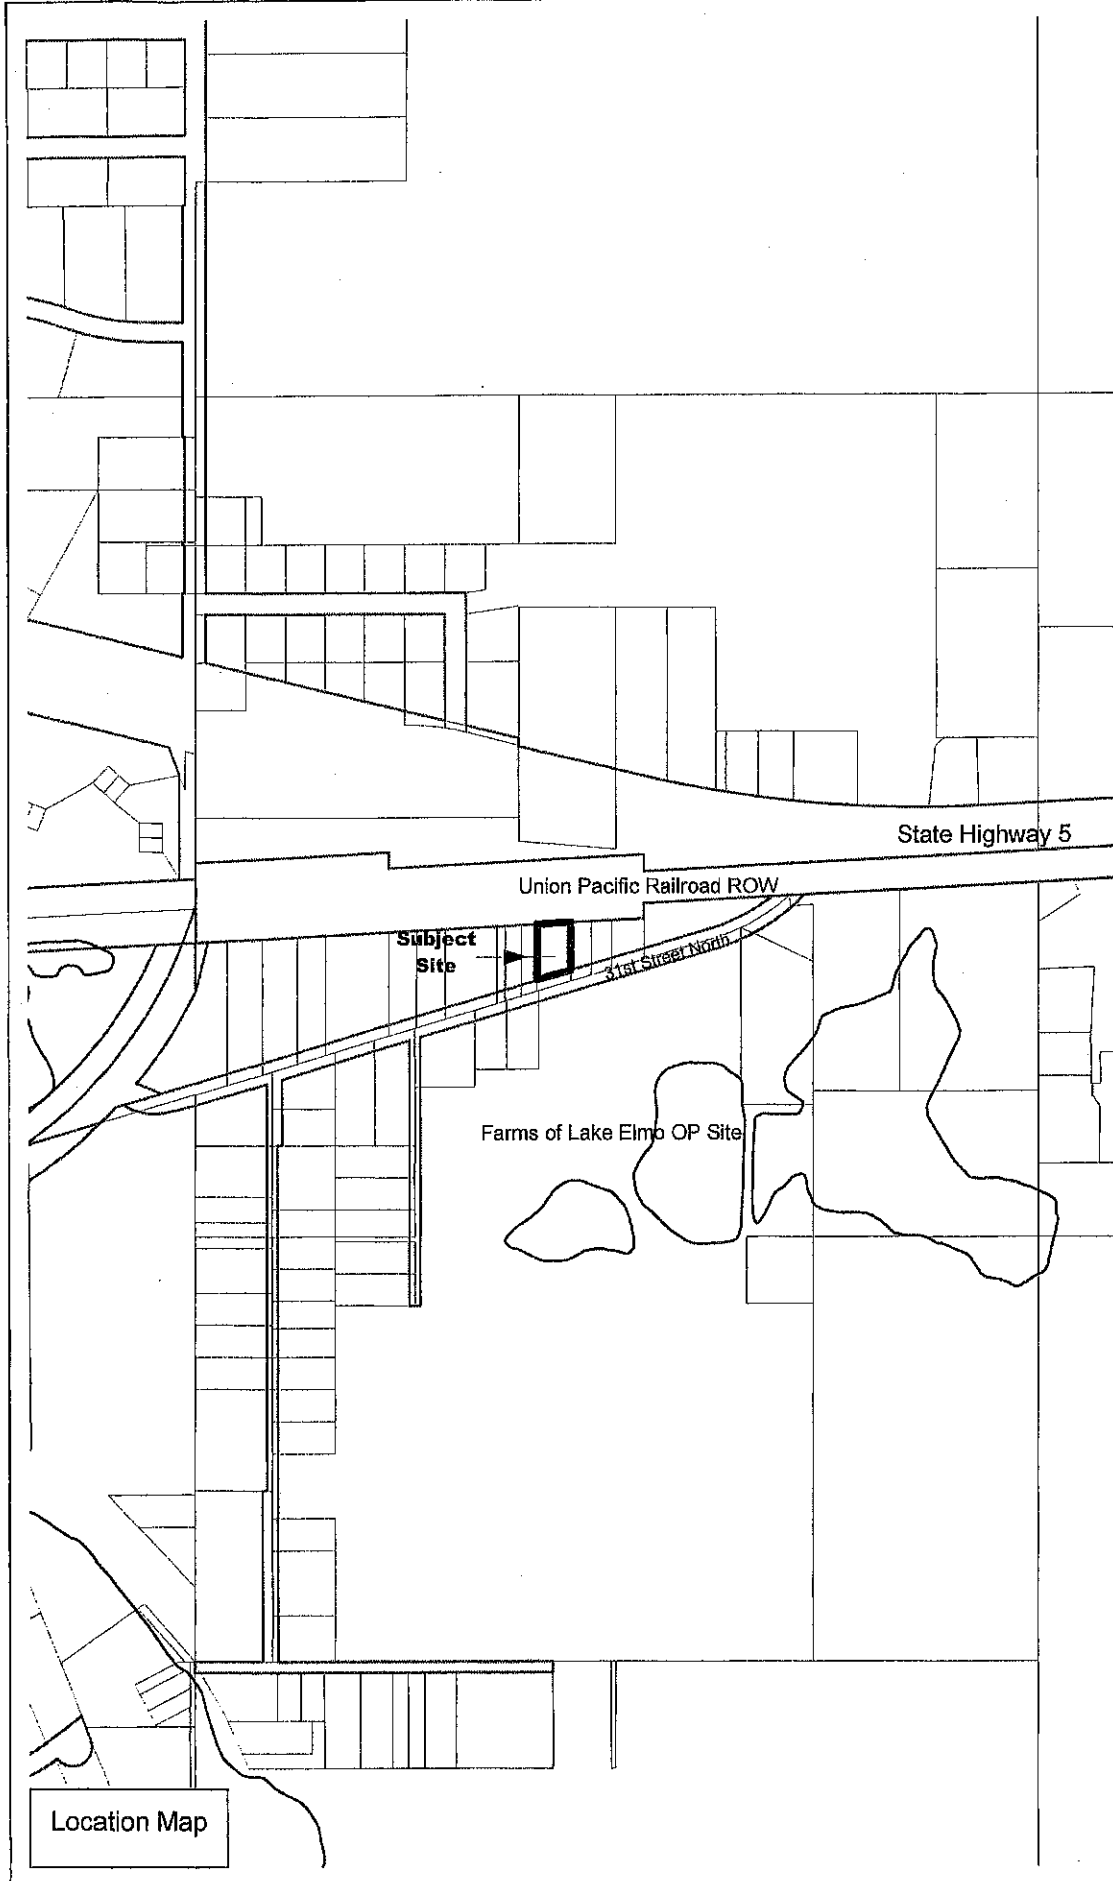 State Highway 5
Union Pacific Railroad ROW
Subject
Site
31st Street North
Farms of Lake Elmo OP Site
Location Map